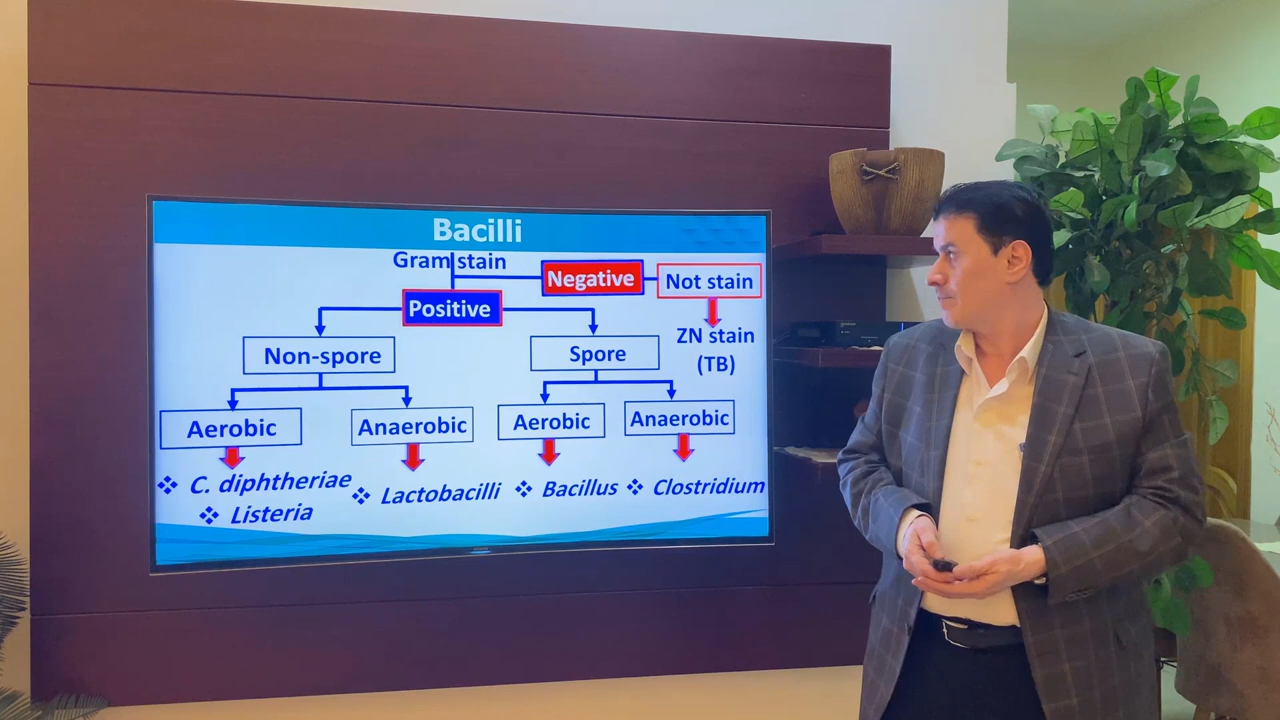 Bacilli
Gram stain
Negative
Not stain
Positive
ZN stain
(TB)
Non-spore
Spore
Aerobic
Anaerobic
Aerobic
Anaerobic
❖ C. diphtheriae
❖ Listeria
❖ Lactobacilli
❖ Bacillus
❖ Clostridium